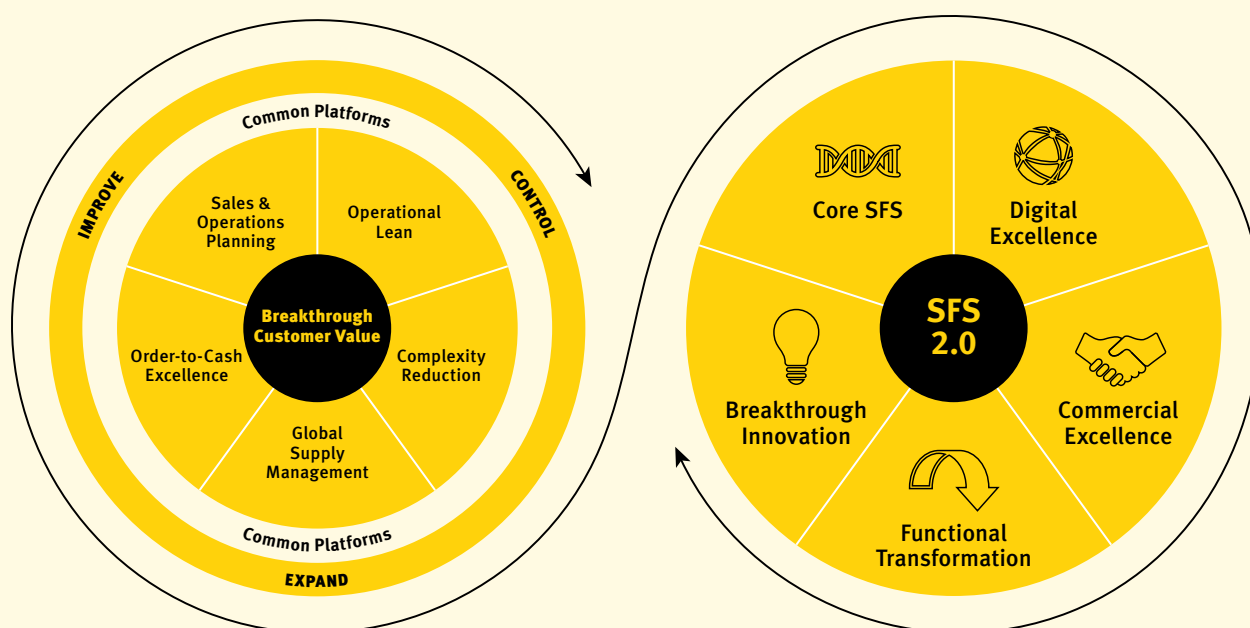 Common Platforms
IMPROVE
CONTROL
Sales &
Operations
Planning
Operational
Lean
Breakthrough
Customer Value
Order-to-Cash
Excellence
Complexity
Reduction
Global
Supply
Management
Common Platforms
EXPAND
Core SFS
Digital
Excellence
SFS
2.0
Breakthrough
Innovation
Commercial
Excellence
Functional
Transformation